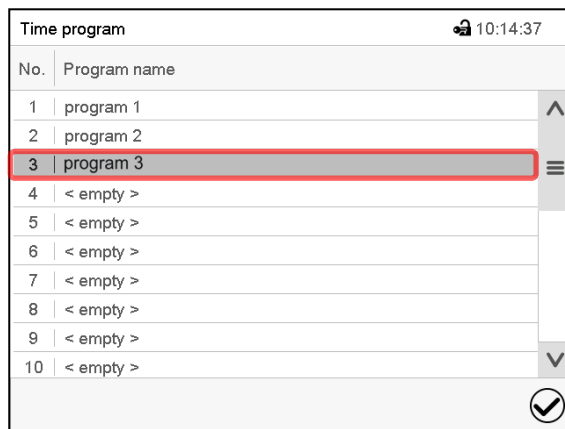 Time program 10:14:37
No. Program name
1 program 1
2 program 2
3 program 3
4 < empty >
5 < empty >
6 < empty >
7 < empty >
8 < empty >
9 < empty >
10 < empty >